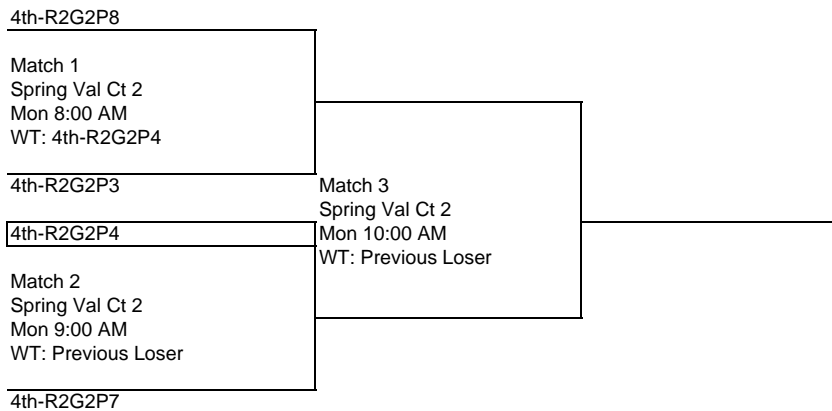 4th-R2G2P8
Match 1
Spring Val Ct 2
Mon 8:00 AM
WT: 4th-R2G2P4
4th-R2G2P3
Match 3
Spring Val Ct 2
Mon 10:00 AM
WT: Previous Loser
4th-R2G2P4
Match 2
Spring Val Ct 2
Mon 9:00 AM
WT: Previous Loser
4th-R2G2P7